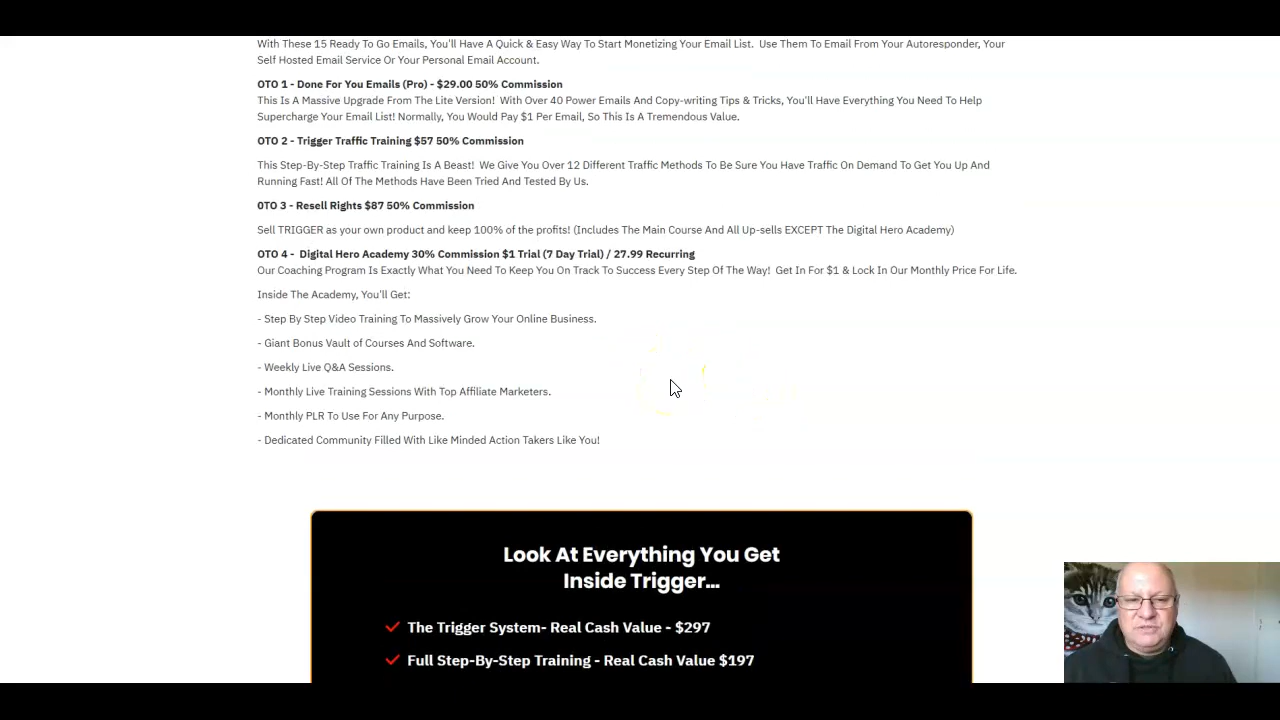 With These 15 Ready To Go Emails, You'll Have A Quick & Easy Way To Start Monetizing Your Email List. Use Them To Email From Your Autoresponder, Your
Self Hosted Email Service Or Your Personal Email Account.
OTO 1 - Done For You Emails (Pro) - $29.00 50% Commission
This Is A Massive Upgrade From The Lite Version! With Over 40 Power Emails And Copy-writing Tips & Tricks, You'll Have Everything You Need To Help
Supercharge Your Email List! Normally, You Would Pay $1 Per Email, So This Is A Tremendous Value.
OTO 2 - Trigger Traffic Training $57 50% Commission
This Step-By-Step Traffic Training Is A Beast! We Give You Over 12 Different Traffic Methods To Be Sure You Have Traffic On Demand To Get You Up And
Running Fast! All Of The Methods Have Been Tried And Tested By Us.
0TO 3 - Resell Rights $87 50% Commission
Sell TRIGGER as your own product and keep 100% of the profits! (Includes The Main Course And All Up-sells EXCEPT The Digital Hero Academy)
OTO 4 - Digital Hero Academy 30% Commission $1 Trial (7 Day Trial) / 27.99 Recurring
Our Coaching Program Is Exactly What You Need To Keep You On Track To Success Every Step Of The Way! Get In For $1 & Lock In Our Monthly Price For Life.
Inside The Academy, You'll Get:
- Step By Step Video Training To Massively Grow Your Online Business.
- Giant Bonus Vault of Courses And Software.
- Weekly Live Q&A Sessions.
- Monthly Live Training Sessions With Top Affiliate Marketers.
- Monthly PLR To Use For Any Purpose.
- Dedicated Community Filled With Like Minded Action Takers Like You!
Look At Everything You Get
Inside Trigger...
The Trigger System- Real Cash Value - $297
Full Step-By-Step Training - Real Cash Value $197